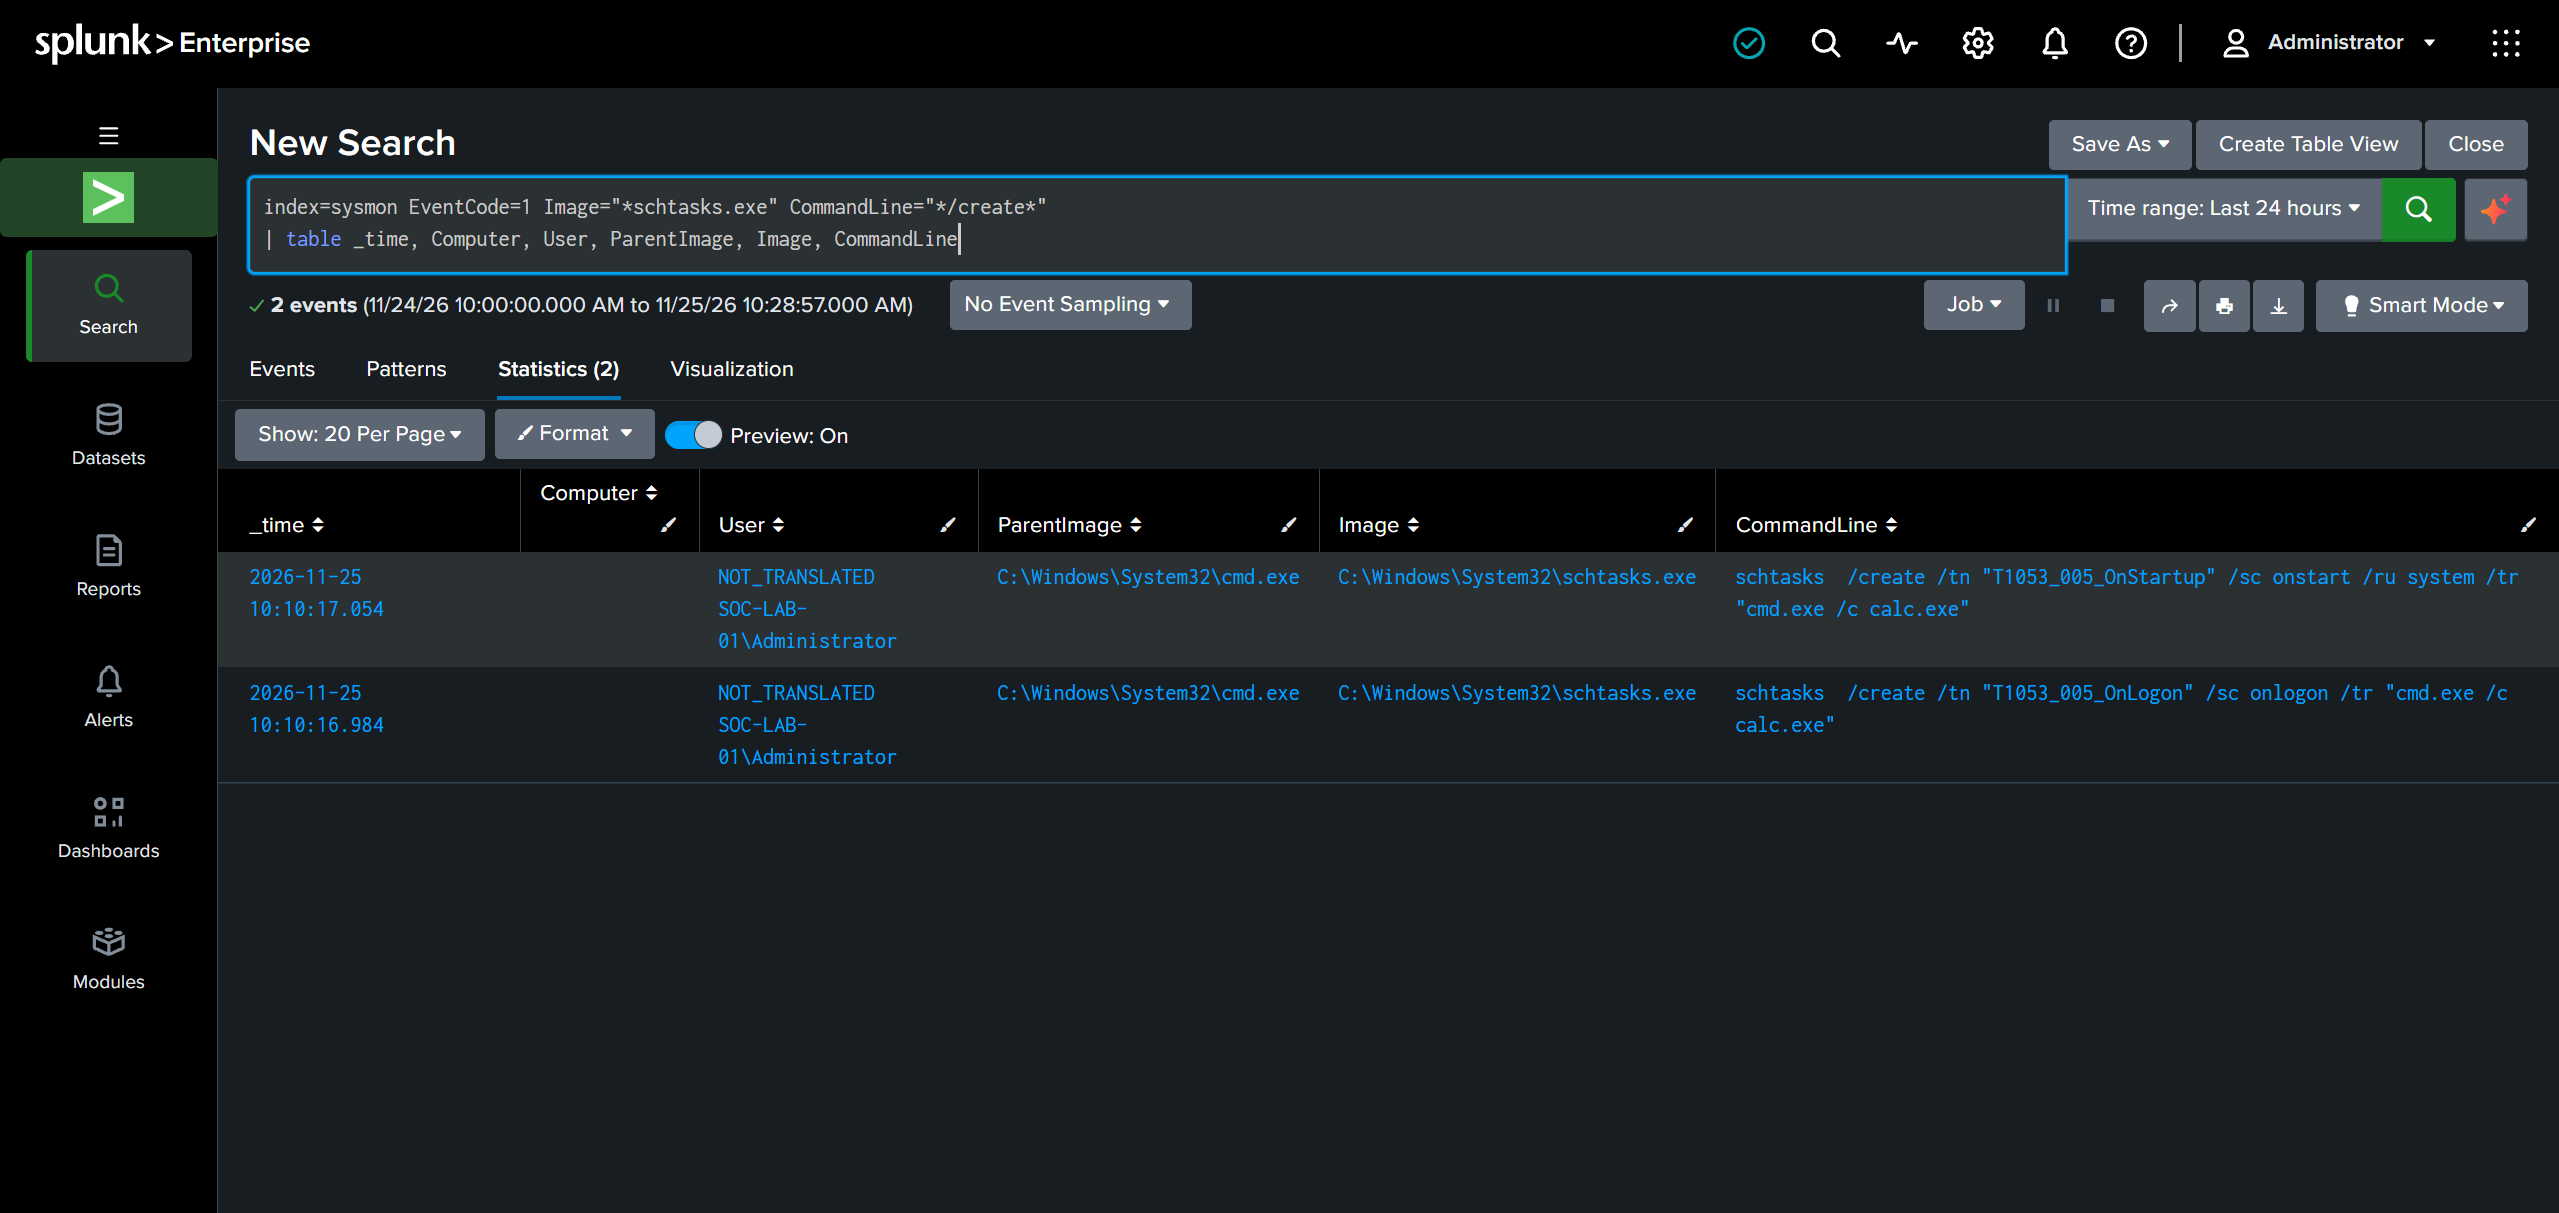 splunk>Enterprise
Administrator
New Search
Save As
Create Table View
Close
index=sysmon EventCode=1 Image="*schtasks.exe" CommandLine="*/create*"
| table _time, Computer, User, ParentImage, Image, CommandLine
Time range: Last 24 hours
Search
2 events (11/24/26 10:00:00.000 AM to 11/25/26 10:28:57.000 AM)
No Event Sampling
Job
Smart Mode
Events
Patterns
Statistics (2)
Visualization
Show: 20 Per Page
Format
Preview: On
Datasets
Reports
Alerts
Dashboards
Modules
_time
Computer
User
ParentImage
Image
CommandLine
2026-11-25
10:10:17.054
NOT_TRANSLATED
SOC-LAB-
01\Administrator
C:\Windows\System32\cmd.exe
C:\Windows\System32\schtasks.exe
schtasks  /create /tn "T1053_005_OnStartup" /sc onstart /ru system /tr
"cmd.exe /c calc.exe"
2026-11-25
10:10:16.984
NOT_TRANSLATED
SOC-LAB-
01\Administrator
C:\Windows\System32\cmd.exe
C:\Windows\System32\schtasks.exe
schtasks  /create /tn "T1053_005_OnLogon" /sc onlogon /tr "cmd.exe /c
calc.exe"